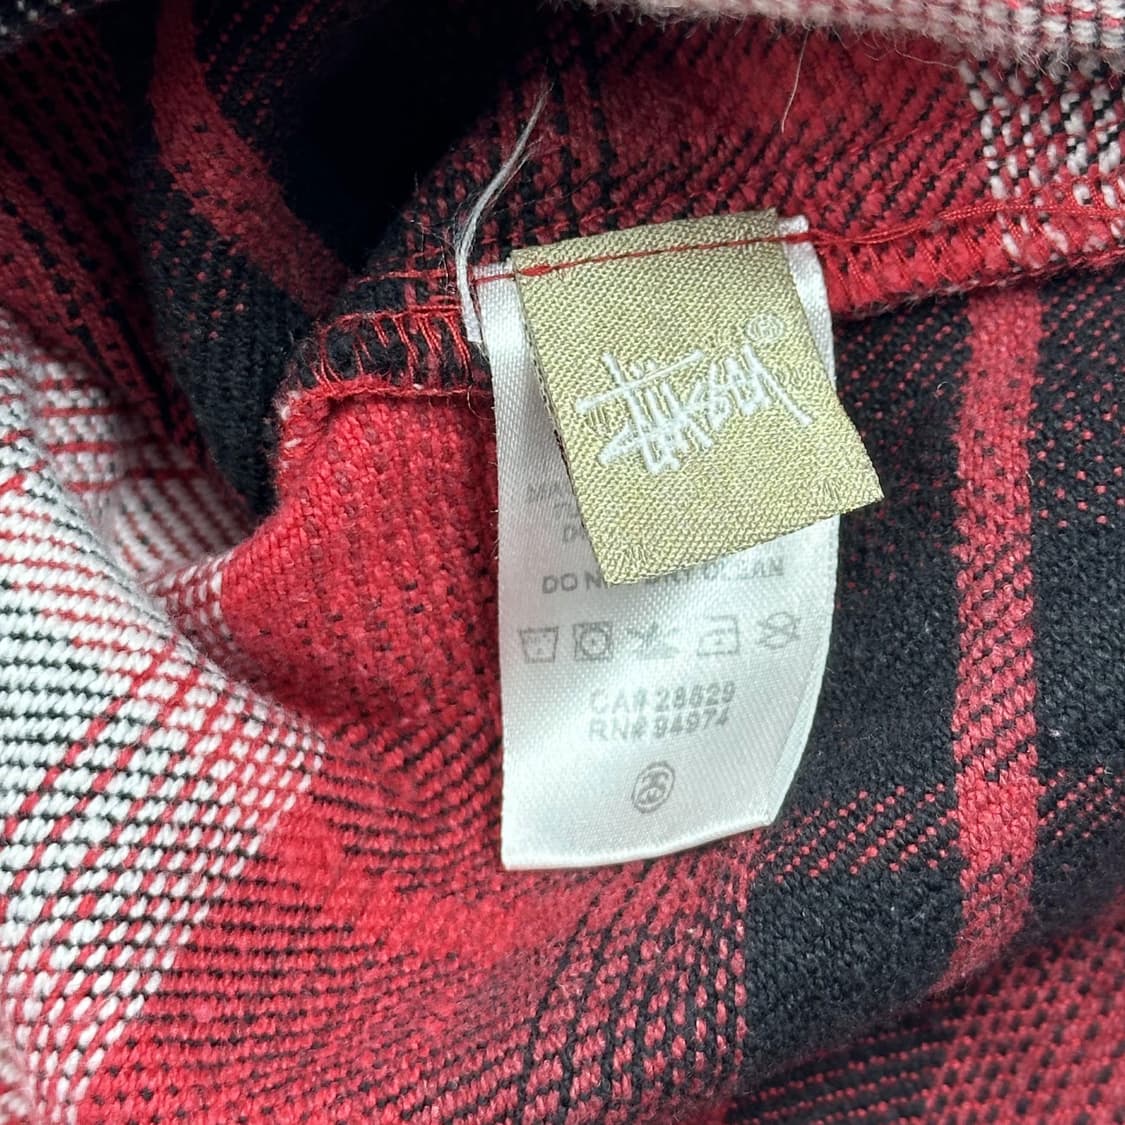 Stüssy
®
DO NOT DRY CLEAN
CA# 28829
RN# 94974